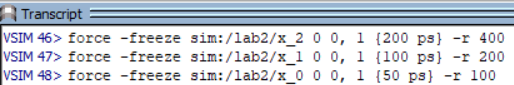 Transcript
VSIM 46> force -freeze sim:/lab2/x_2 0 0, 1 {200 ps} -r 400
VSIM 47> force -freeze sim:/lab2/x_1 0 0, 1 {100 ps} -r 200
VSIM 48> force -freeze sim:/lab2/x_0 0 0, 1 {50 ps} -r 100